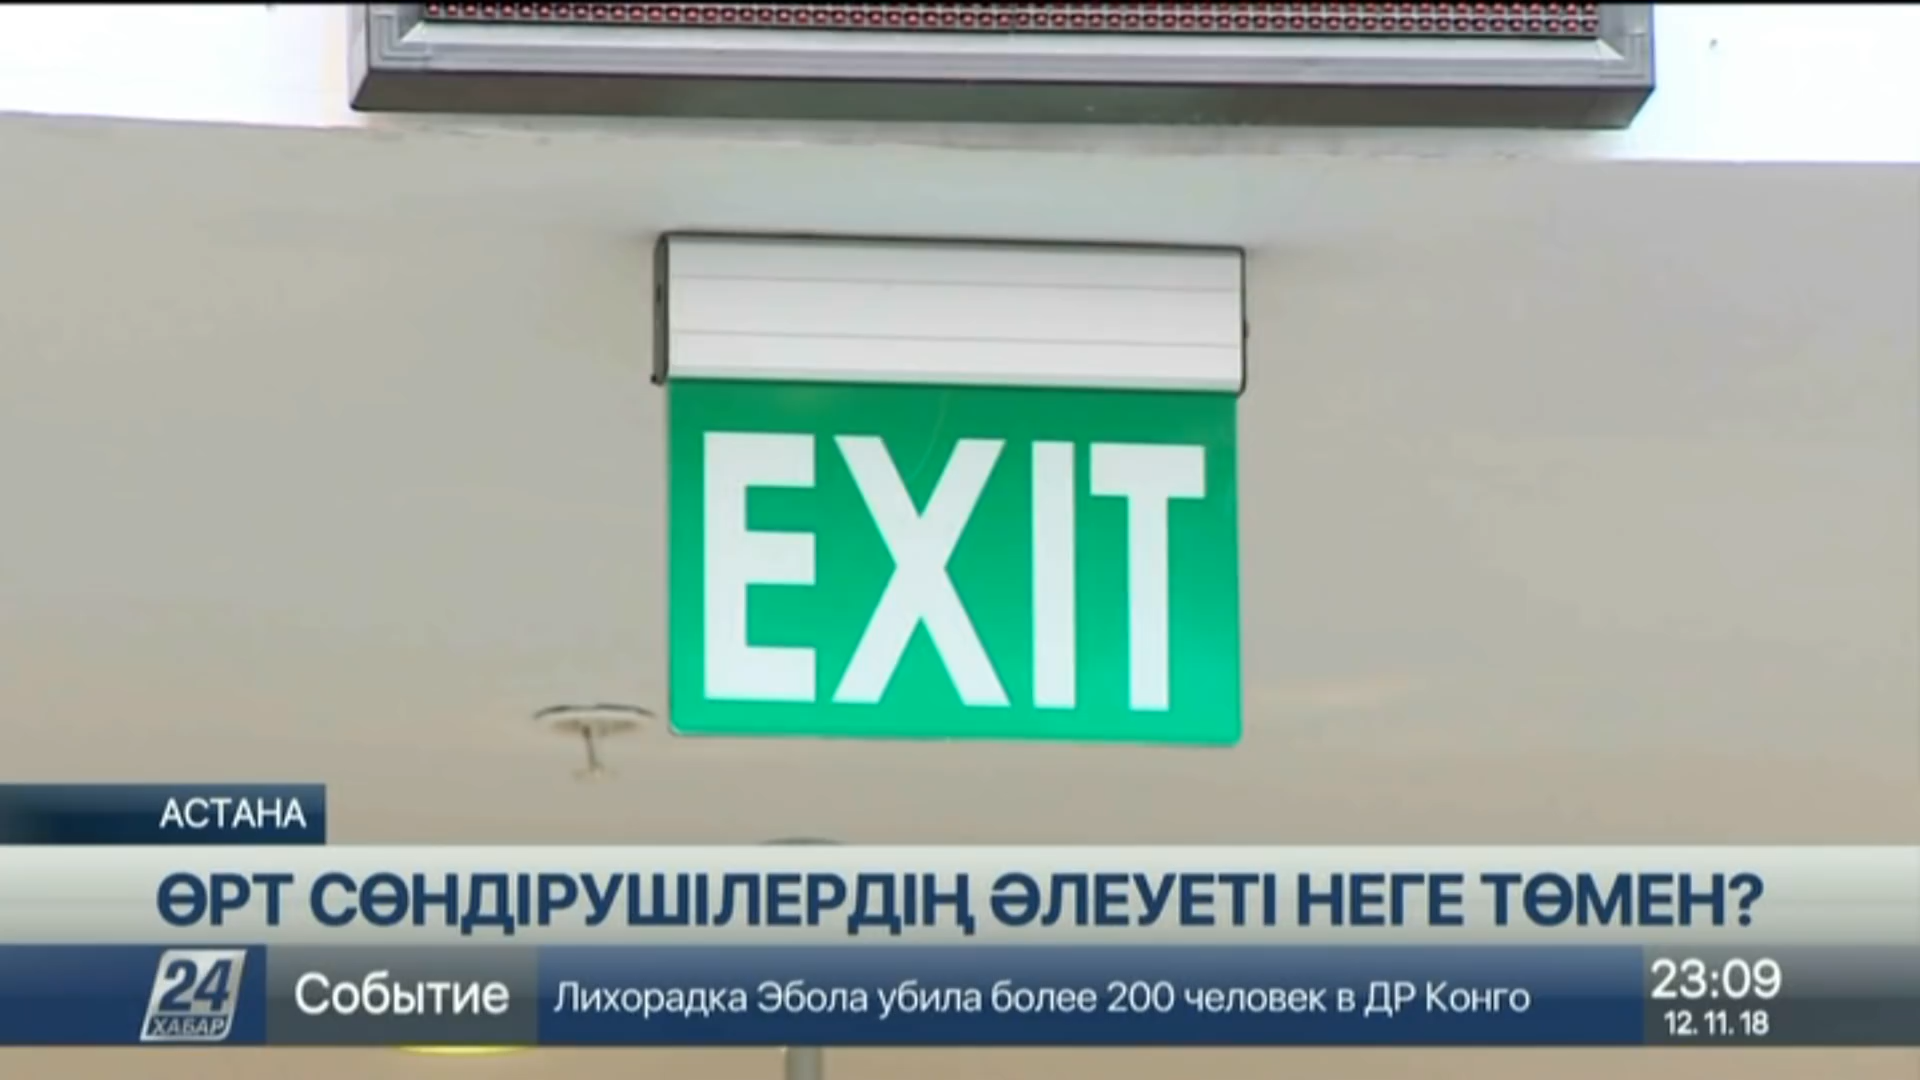 EXIT
АСТАНА
ӨРТ СӨНДІРУШІЛЕРДІҢ ӘЛЕУЕТІ НЕГЕ ТӨМЕН?
24 ХАБАР
Событие
Лихорадка Эбола убила более 200 человек в ДР Конго
23:09
12.11.18